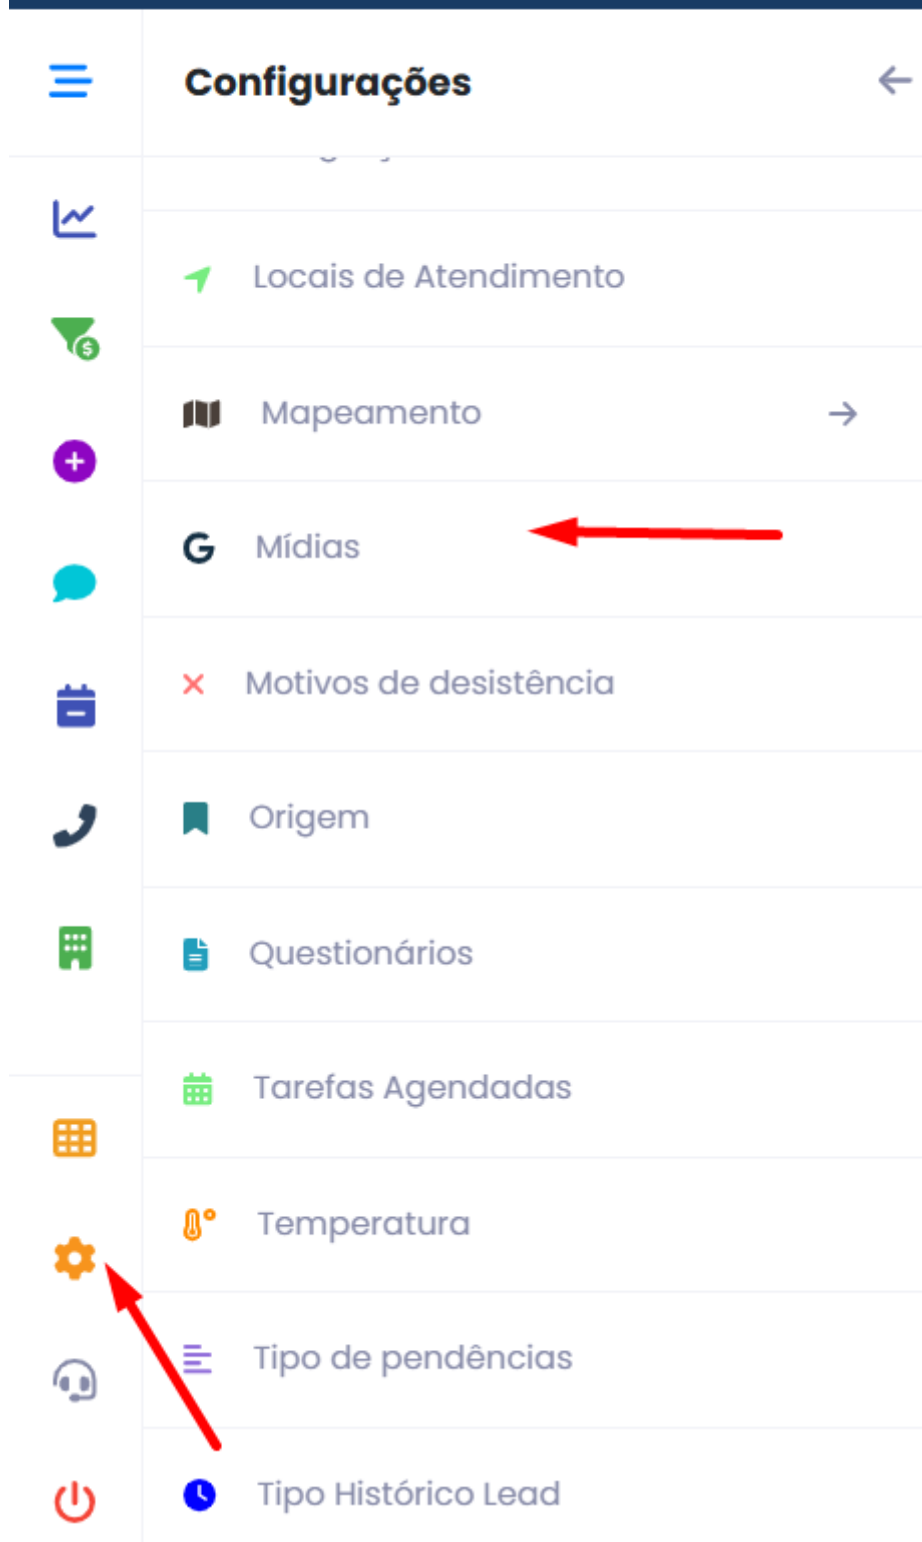 Configurações
Locais de Atendimento
Mapeamento
Mídias
Motivos de desistência
Origem
Questionários
Tarefas Agendadas
Temperatura
Tipo de pendências
Tipo Histórico Lead